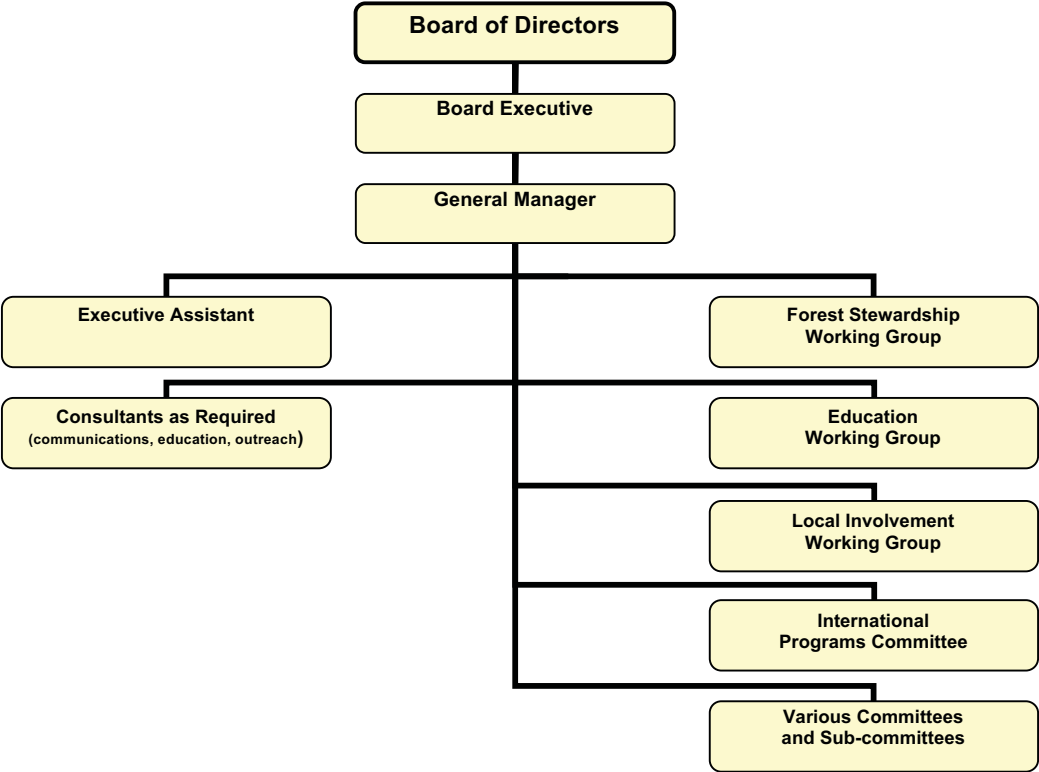 Board of Directors
Board Executive
General Manager
Executive Assistant
Forest Stewardship
Working Group
Consultants as Required
(communications, education, outreach)
Education
Working Group
Local Involvement
Working Group
International
Programs Committee
Various Committees
and Sub-committees